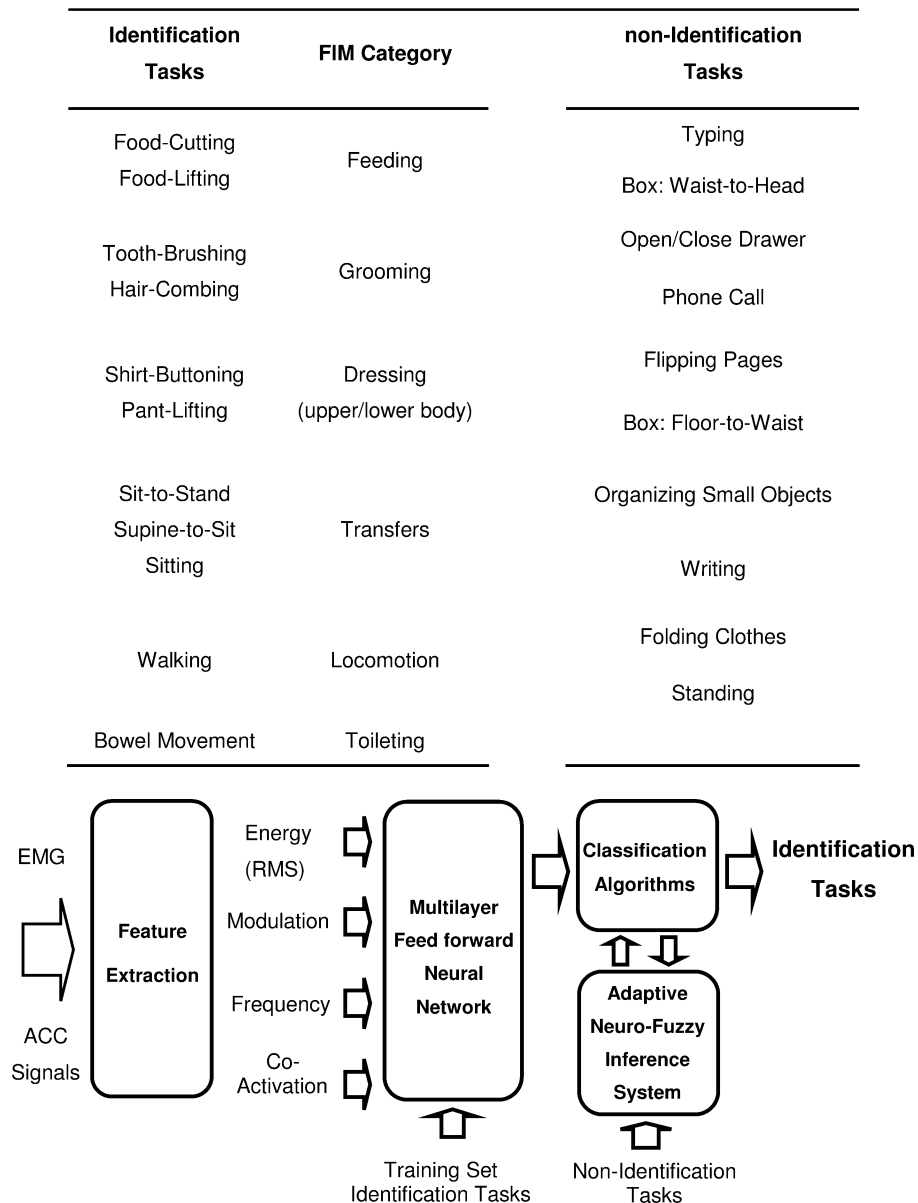 Identification
Tasks
FIM Category
non-Identification
Tasks
Food-Cutting
Food-Lifting
Feeding
Typing
Box: Waist-to-Head
Tooth-Brushing
Hair-Combing
Grooming
Open/Close Drawer
Phone Call
Shirt-Buttoning
Pant-Lifting
Dressing
(upper/lower body)
Flipping Pages
Box: Floor-to-Waist
Sit-to-Stand
Supine-to-Sit
Sitting
Transfers
Organizing Small Objects
Writing
Walking
Locomotion
Folding Clothes
Standing
Bowel Movement
Toileting
EMG
ACC
Signals
Feature
Extraction
Energy
(RMS)
Modulation
Frequency
Co-
Activation
Multilayer
Feed forward
Neural
Network
Training Set
Identification Tasks
Classification
Algorithms
Adaptive
Neuro-Fuzzy
Inference
System
Non-Identification
Tasks
Identification
Tasks